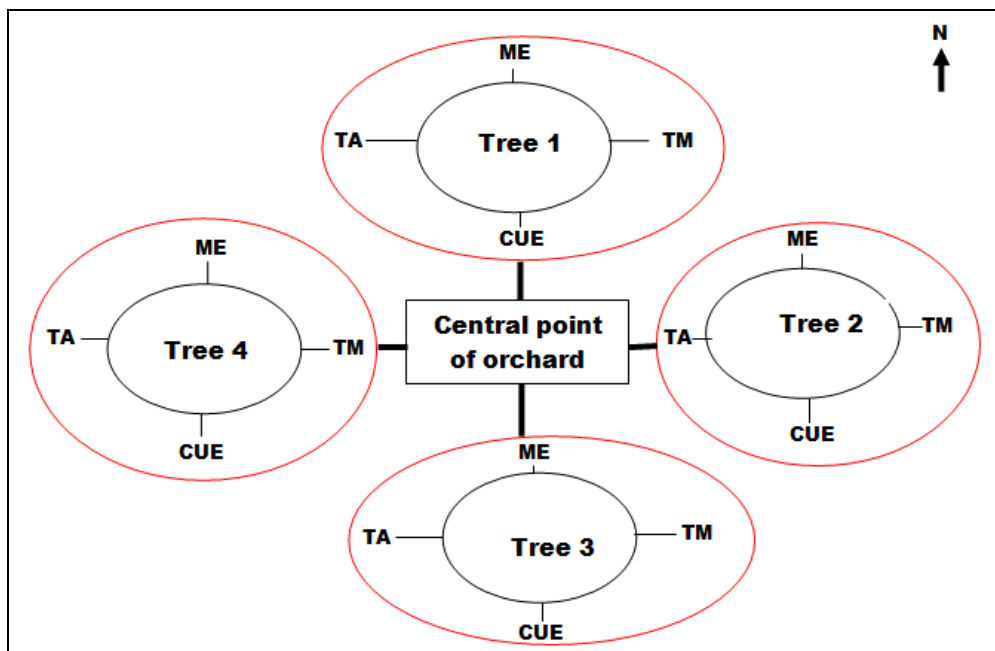 N
ME
TA Tree 1 TM
CUE
ME
TA Tree 4 TM
CUE
Central point
of orchard
ME
TA Tree 2 TM
CUE
ME
TA Tree 3 TM
CUE